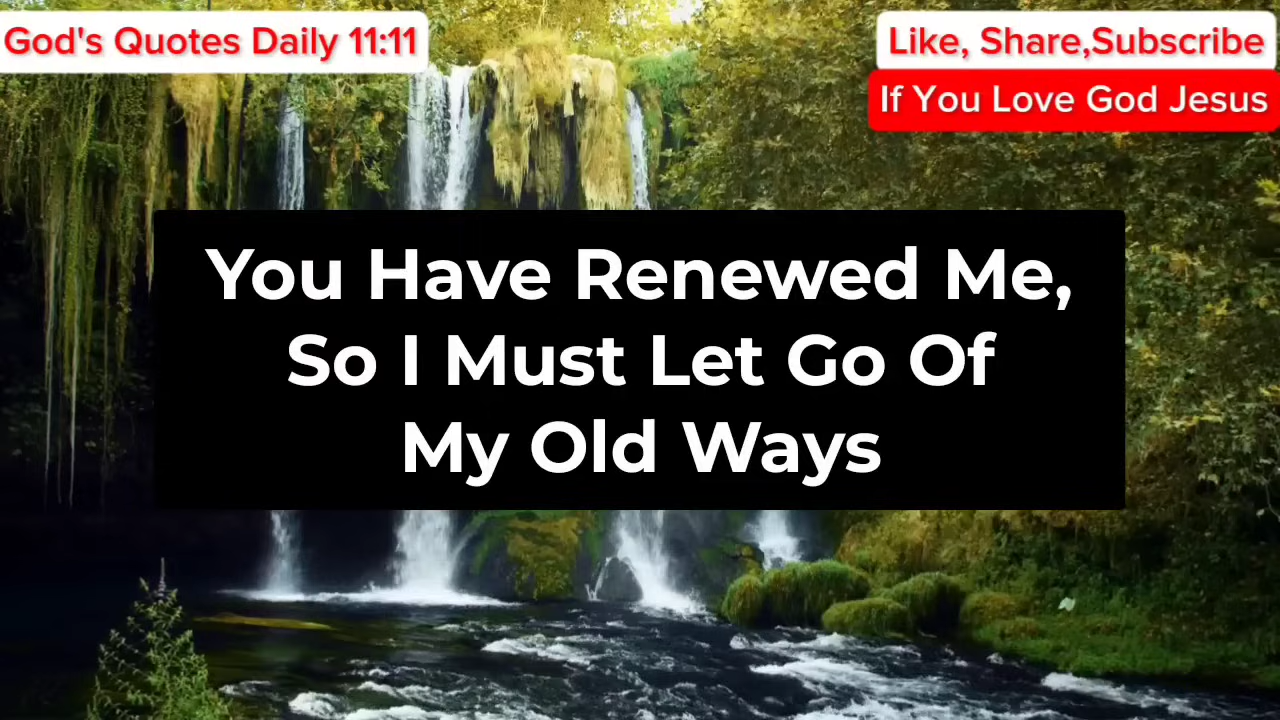 God's Quotes Daily 11:11
Like, Share,Subscribe
If You Love God Jesus
You Have Renewed Me,
So I Must Let Go Of
My Old Ways